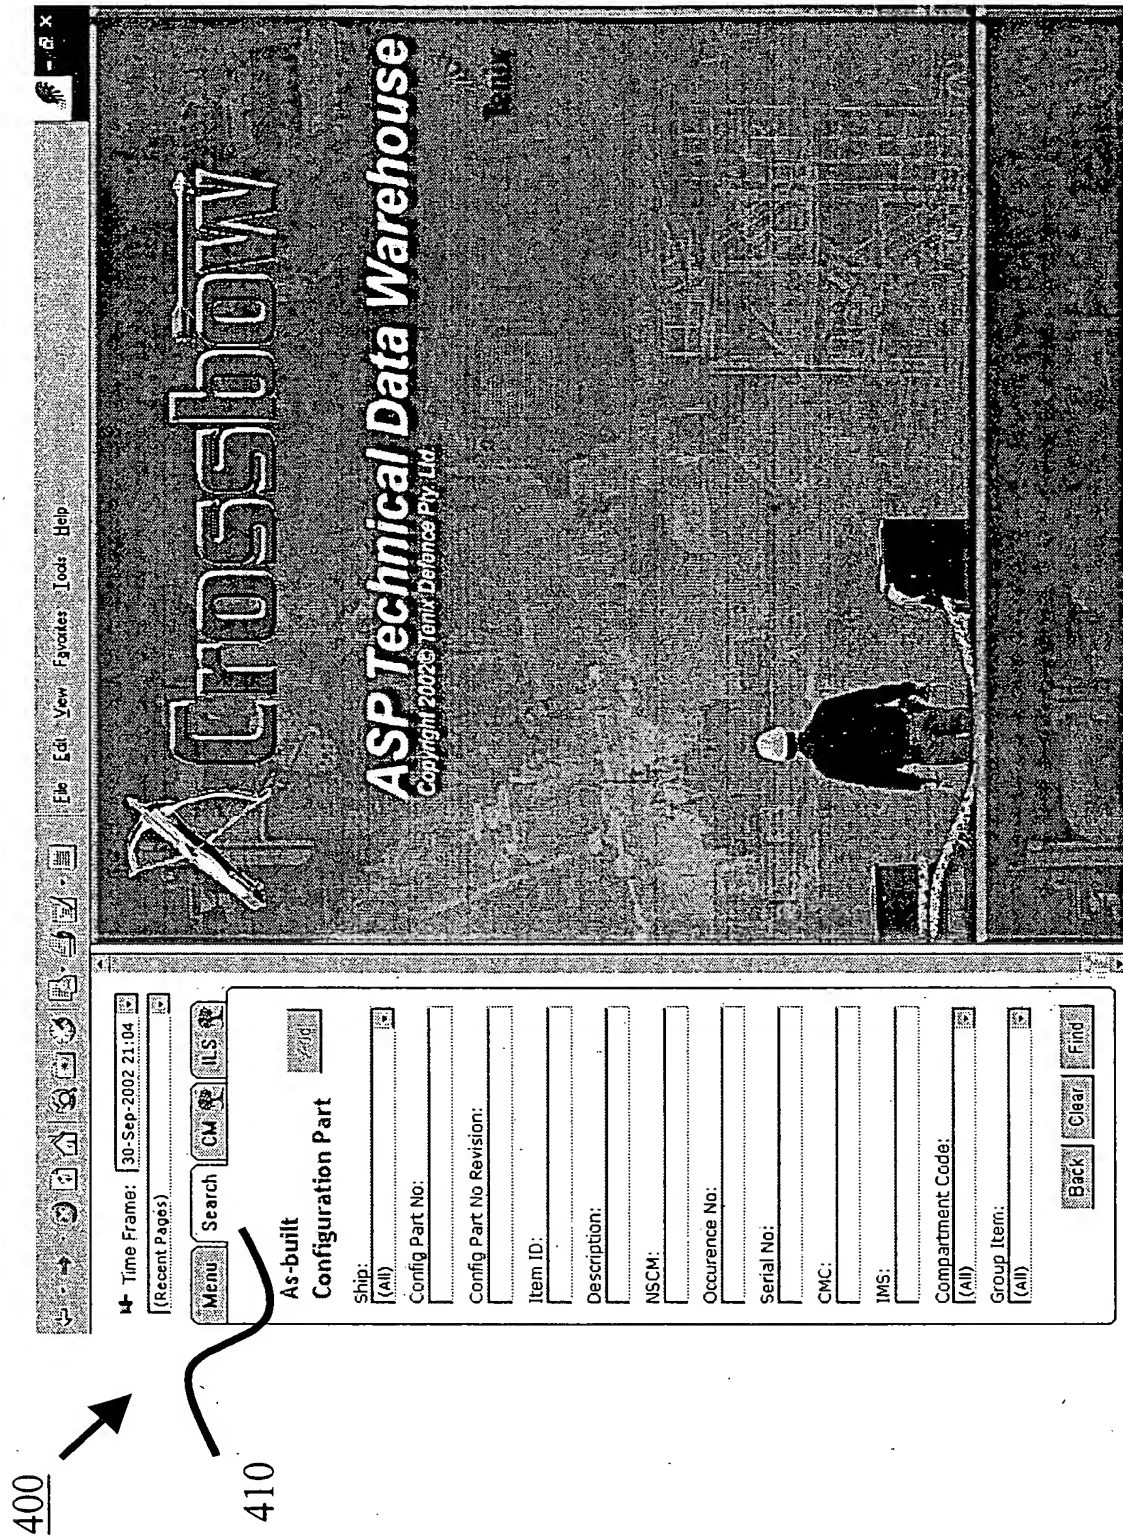 400
410
File Edit View Favorites Tools Help
Time Frame: 30-Sep-2002 21:04
(Recent Pages)
Menu Search CM ILS
As-built
Configuration Part
Add
Ship:
(All)
Config Part No:
Config Part No Revision:
Item ID:
Description:
NSCM:
Occurence No:
Serial No:
CMC:
IMS:
Compartment Code:
(All)
Group Item:
(All)
Back Clear Find
Crossbow
ASP Technical Data Warehouse
Copyright 2002© Tenix Defence Pty. Ltd.
Tenix